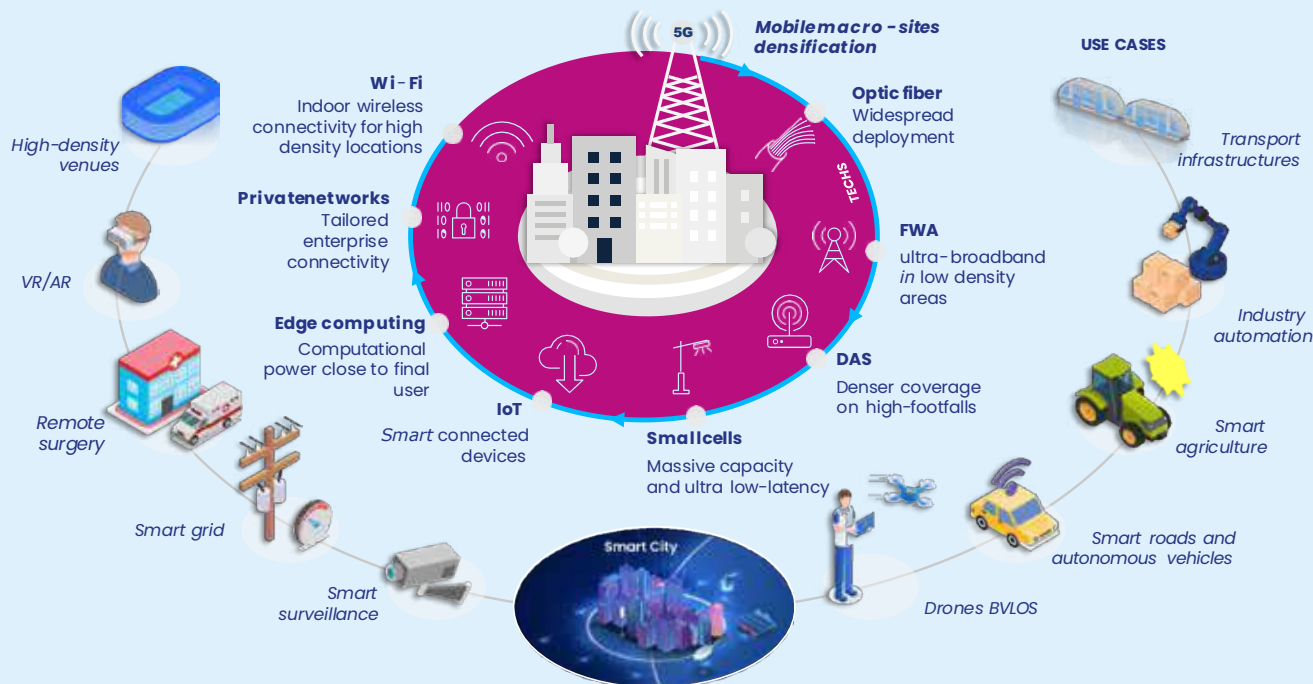 5G
Mobilemacro - sites
densification
USE CASES
Wi-Fi
Indoor wireless
connectivity for high
density locations
Optic fiber
Widespread
deployment
High-density
venues
Transport
infrastructures
TECHS
Privatenetworks
Tailored
enterprise
connectivity
FWA
ultra-broadband
in low density
areas
VR/AR
Industry
automation
Edge computing
Computational
power close to final
user
DAS
Denser coverage
on high-footfalls
IoT
Smart connected
devices
Smallcells
Massive capacity
and ultra low-latency
Remote
surgery
Smart
agriculture
Smart grid
Smart roads and
autonomous vehicles
Smart City
Smart
surveillance
Drones BVLOS